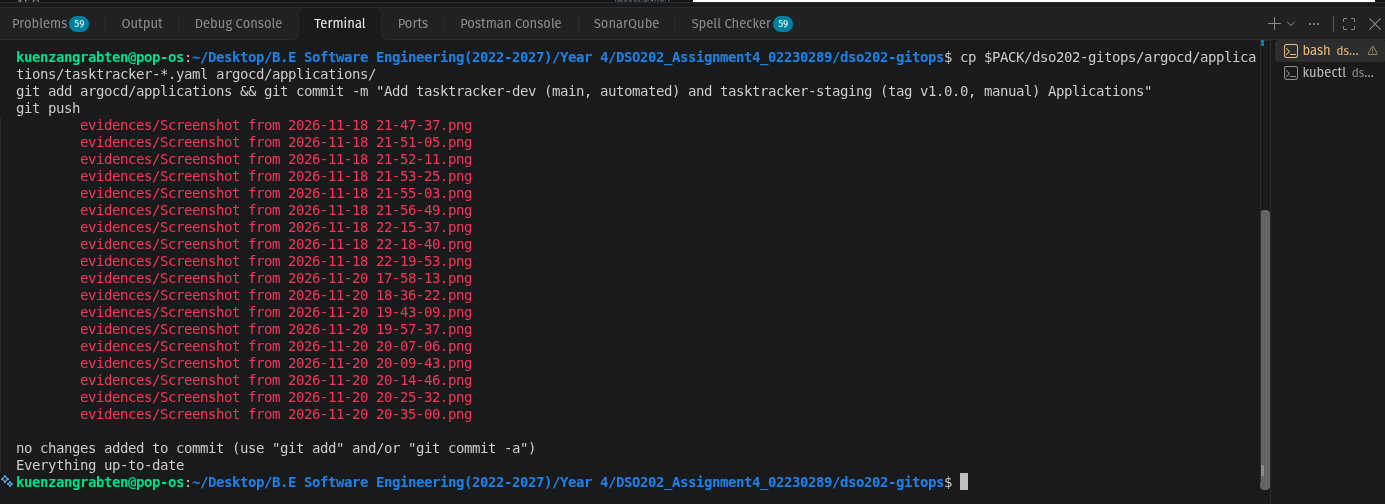 Problems 59 Output Debug Console Terminal Ports Postman Console SonarQube Spell Checker 59
kuenzangrabten@pop-os:~/Desktop/B.E Software Engineering(2022-2027)/Year 4/DSO202_Assignment4_02230289/dso202-gitops$ cp $PACK/dso202-gitops/argocd/applica
tions/tasktracker-*.yaml argocd/applications/
git add argocd/applications && git commit -m "Add tasktracker-dev (main, automated) and tasktracker-staging (tag v1.0.0, manual) Applications"
git push
evidences/Screenshot from 2026-11-18 21-47-37.png
evidences/Screenshot from 2026-11-18 21-51-05.png
evidences/Screenshot from 2026-11-18 21-52-11.png
evidences/Screenshot from 2026-11-18 21-53-25.png
evidences/Screenshot from 2026-11-18 21-55-03.png
evidences/Screenshot from 2026-11-18 21-56-49.png
evidences/Screenshot from 2026-11-18 22-15-37.png
evidences/Screenshot from 2026-11-18 22-18-40.png
evidences/Screenshot from 2026-11-18 22-19-53.png
evidences/Screenshot from 2026-11-20 17-58-13.png
evidences/Screenshot from 2026-11-20 18-36-22.png
evidences/Screenshot from 2026-11-20 19-43-09.png
evidences/Screenshot from 2026-11-20 19-57-37.png
evidences/Screenshot from 2026-11-20 20-07-06.png
evidences/Screenshot from 2026-11-20 20-09-43.png
evidences/Screenshot from 2026-11-20 20-14-46.png
evidences/Screenshot from 2026-11-20 20-25-32.png
evidences/Screenshot from 2026-11-20 20-35-00.png
no changes added to commit (use "git add" and/or "git commit -a")
Everything up-to-date
kuenzangrabten@pop-os:~/Desktop/B.E Software Engineering(2022-2027)/Year 4/DSO202_Assignment4_02230289/dso202-gitops$
bash ds...
kubectl ds...